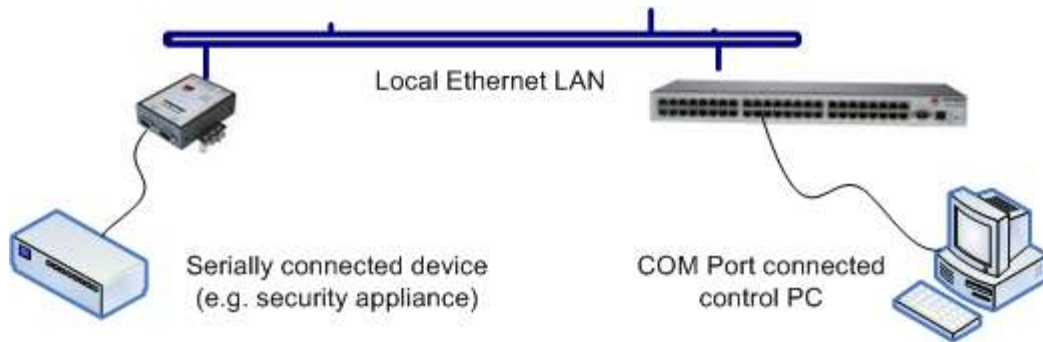 Local Ethernet LAN
Serially connected device
(e.g. security appliance)
COM Port connected
control PC